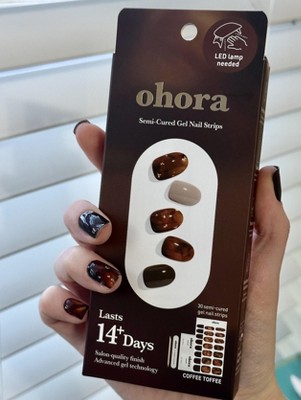 LED lamp
needed
ohora
Semi-Cured Gel Nail Strips
30 semi-cured
gel nail strips
Lasts
14+ Days
Salon-quality finish
Advanced gel technology
COFFEE TOFFEE